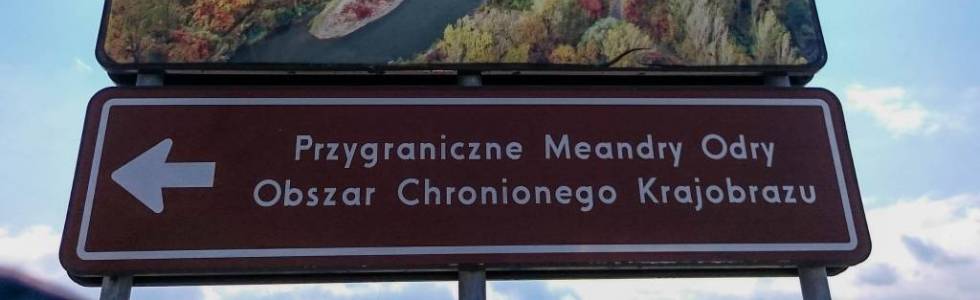 Przygraniczne Meandry Odry
Obszar Chronionego Krajobrazu